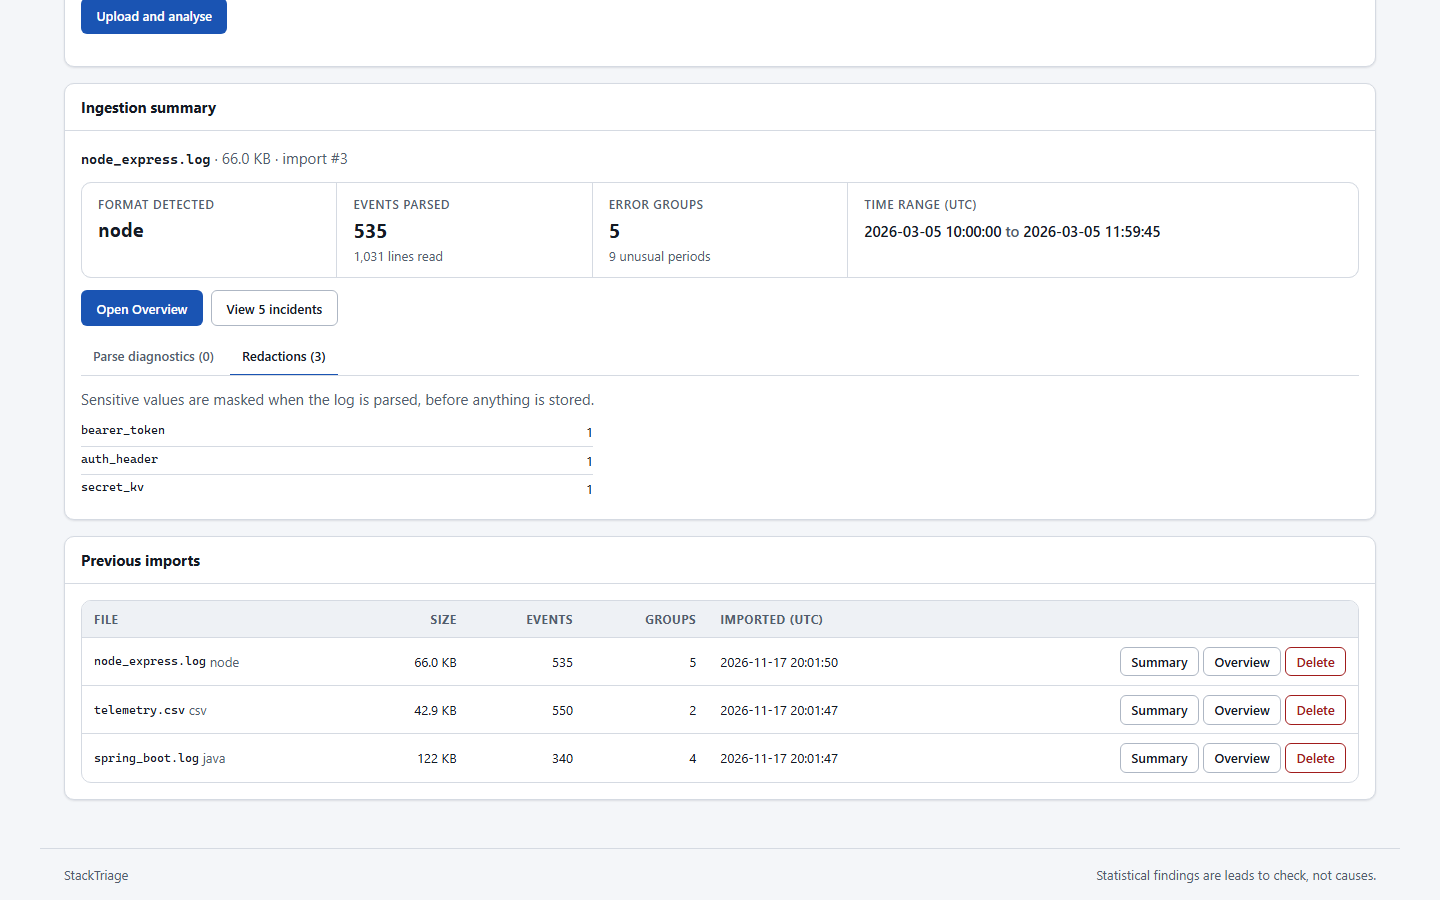 Upload and analyse
Ingestion summary
node_express.log · 66.0 KB · import #3
FORMAT DETECTED
node
EVENTS PARSED
535
1,031 lines read
ERROR GROUPS
5
9 unusual periods
TIME RANGE (UTC)
2026-03-05 10:00:00 to 2026-03-05 11:59:45
Open Overview
View 5 incidents
Parse diagnostics (0)
Redactions (3)
Sensitive values are masked when the log is parsed, before anything is stored.
bearer_token 1
auth_header 1
secret_kv 1
Previous imports
FILE SIZE EVENTS GROUPS IMPORTED (UTC)
node_express.log node 66.0 KB 535 5 2026-11-17 20:01:50 Summary Overview Delete
telemetry.csv csv 42.9 KB 550 2 2026-11-17 20:01:47 Summary Overview Delete
spring_boot.log java 122 KB 340 4 2026-11-17 20:01:47 Summary Overview Delete
StackTriage
Statistical findings are leads to check, not causes.